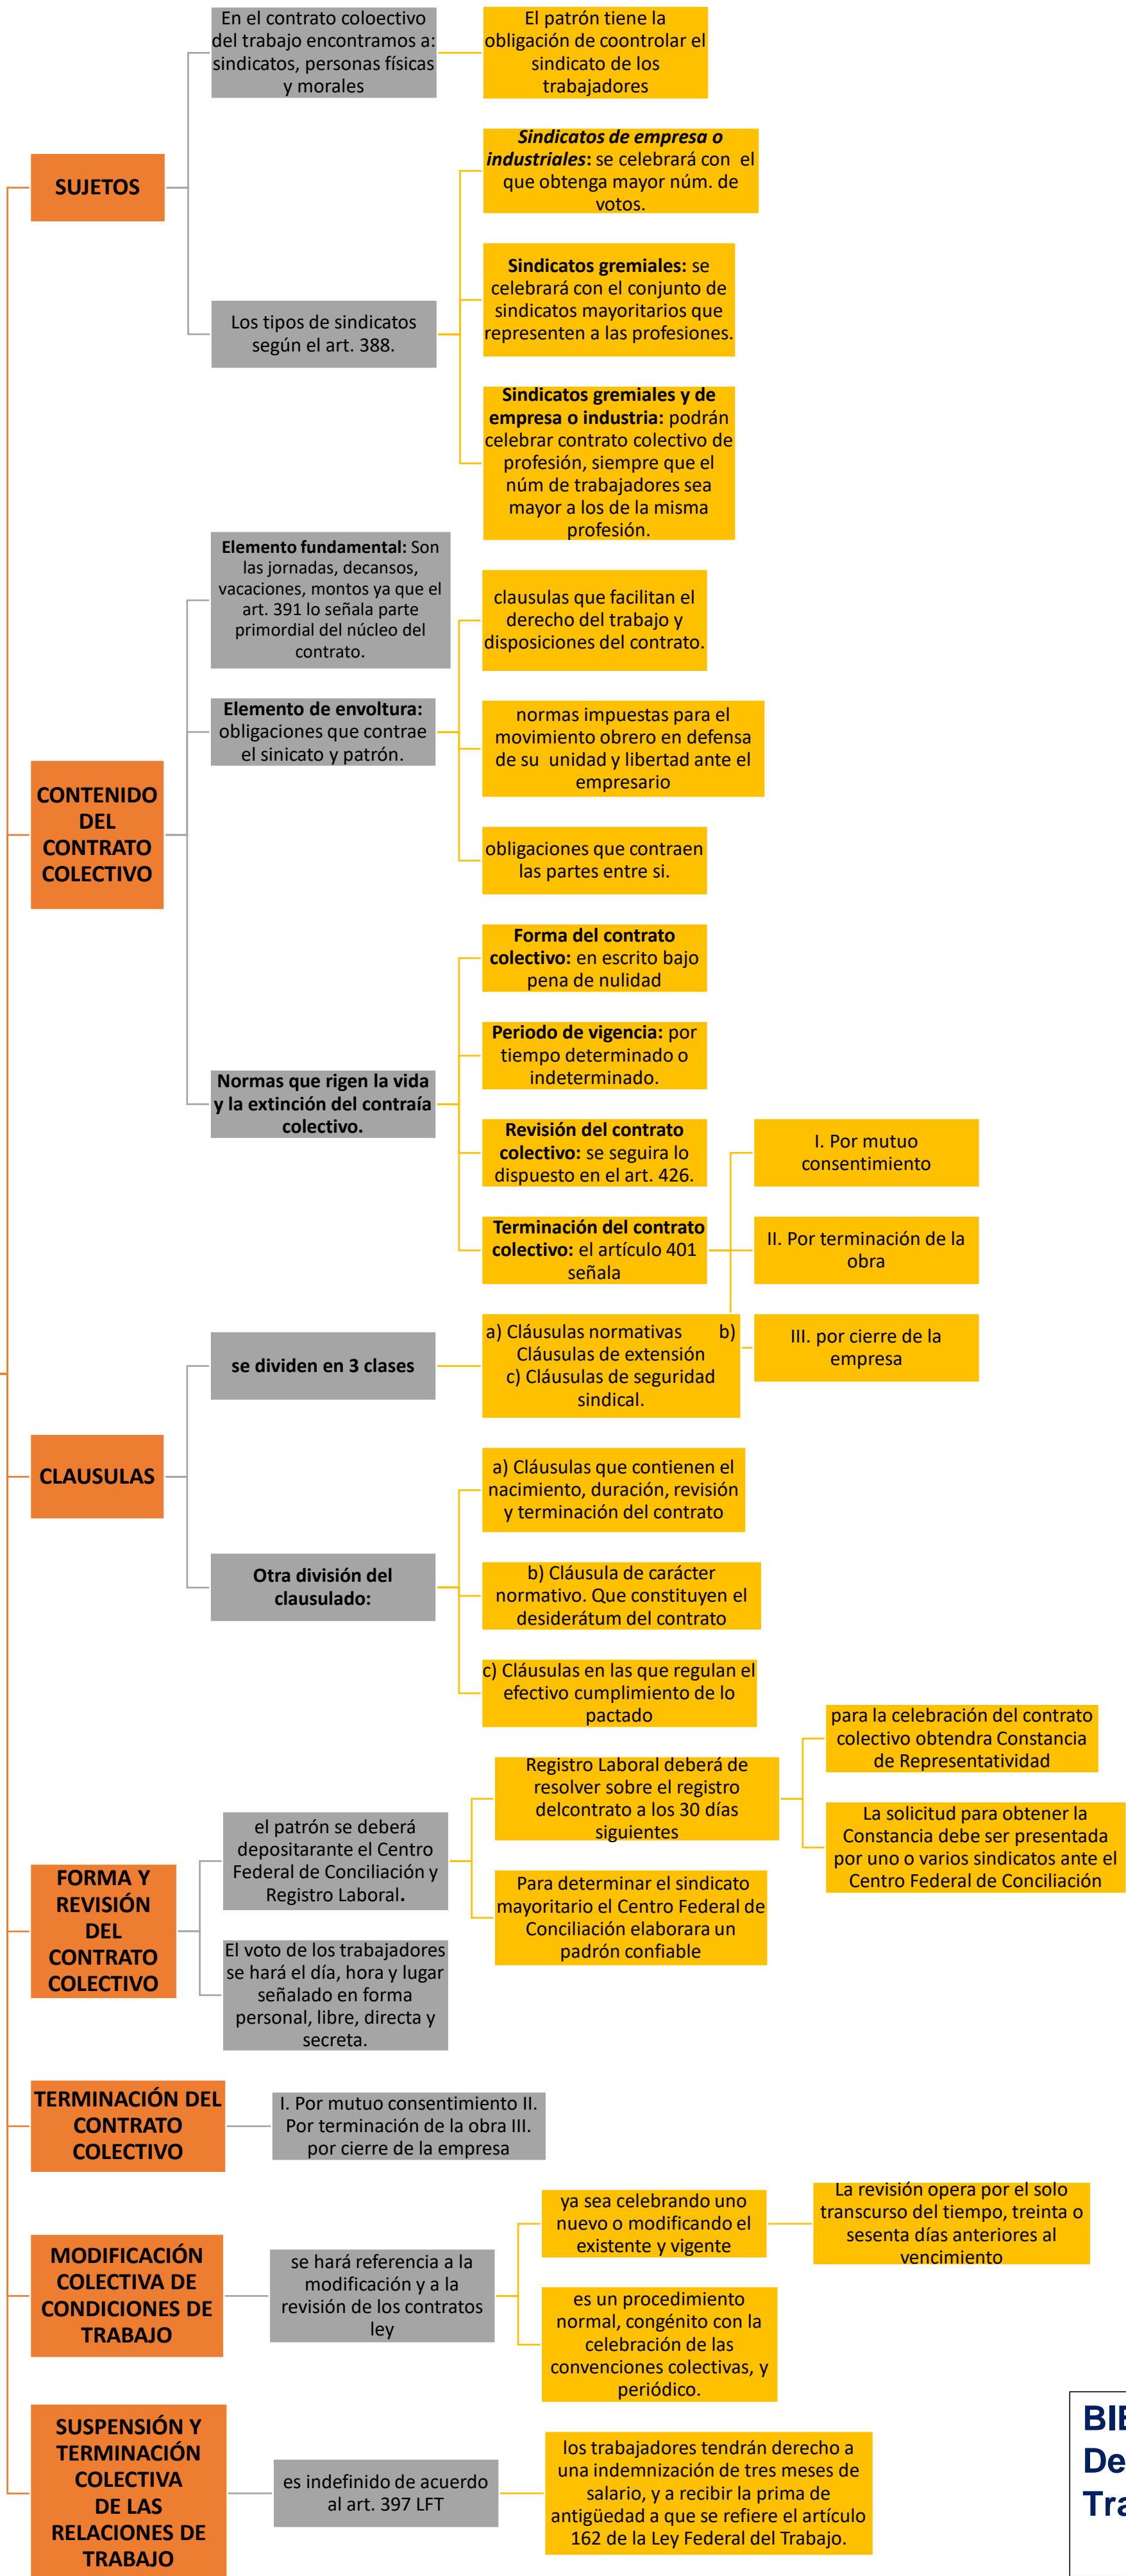 En el contrato coloectivo
del trabajo encontramos a:
sindicatos, personas físicas
y morales
El patrón tiene la
obligación de coontrolar el
sindicato de los
trabajadores
SUJETOS
Sindicatos de empresa o
industriales: se celebrará con el
que obtenga mayor núm. de
votos.
Los tipos de sindicatos
según el art. 388.
Sindicatos gremiales: se
celebrará con el conjunto de
sindicatos mayoritarios que
representen a las profesiones.
Sindicatos gremiales y de
empresa o industria: podrán
celebrar contrato colectivo de
profesión, siempre que el
núm de trabajadores sea
mayor a los de la misma
profesión.
CONTENIDO
DEL
CONTRATO
COLECTIVO
Elemento fundamental: Son
las jornadas, decansos,
vacaciones, montos ya que el
art. 391 lo señala parte
primordial del núcleo del
contrato.
Elemento de envoltura:
obligaciones que contrae
el sinicato y patrón.
clausulas que facilitan el
derecho del trabajo y
disposiciones del contrato.
normas impuestas para el
movimiento obrero en defensa
de su unidad y libertad ante el
empresario
obligaciones que contraen
las partes entre si.
Normas que rigen la vida
y la extinción del contraía
colectivo.
Forma del contrato
colectivo: en escrito bajo
pena de nulidad
Periodo de vigencia: por
tiempo determinado o
indeterminado.
Revisión del contrato
colectivo: se seguira lo
dispuesto en el art. 426.
Terminación del contrato
colectivo: el artículo 401
señala
I. Por mutuo
consentimiento
II. Por terminación de la
obra
III. por cierre de la
empresa
CLAUSULAS
se dividen en 3 clases
a) Cláusulas normativas b)
Cláusulas de extensión
c) Cláusulas de seguridad
sindical.
Otra división del
clausulado:
a) Cláusulas que contienen el
nacimiento, duración, revisión
y terminación del contrato
b) Cláusula de carácter
normativo. Que constituyen el
desiderátum del contrato
c) Cláusulas en las que regulan el
efectivo cumplimiento de lo
pactado
FORMA Y
REVISIÓN
DEL
CONTRATO
COLECTIVO
el patrón se deberá
depositarante el Centro
Federal de Conciliación y
Registro Laboral.
Registro Laboral deberá de
resolver sobre el registro
delcontrato a los 30 días
siguientes
para la celebración del contrato
colectivo obtendra Constancia
de Representatividad
La solicitud para obtener la
Constancia debe ser presentada
por uno o varios sindicatos ante el
Centro Federal de Conciliación
Para determinar el sindicato
mayoritario el Centro Federal de
Conciliación elaborara un
padrón confiable
El voto de los trabajadores
se hará el día, hora y lugar
señalado en forma
personal, libre, directa y
secreta.
TERMINACIÓN DEL
CONTRATO
COLECTIVO
I. Por mutuo consentimiento II.
Por terminación de la obra III.
por cierre de la empresa
MODIFICACIÓN
COLECTIVA DE
CONDICIONES DE
TRABAJO
se hará referencia a la
modificación y a la
revisión de los contratos
ley
ya sea celebrando uno
nuevo o modificando el
existente y vigente
La revisión opera por el solo
transcurso del tiempo, treinta o
sesenta días anteriores al
vencimiento
es un procedimiento
normal, congénito con la
celebración de las
convenciones colectivas, y
periódico.
SUSPENSIÓN Y
TERMINACIÓN
COLECTIVA
DE LAS
RELACIONES DE
TRABAJO
es indefinido de acuerdo
al art. 397 LFT
los trabajadores tendrán derecho a
una indemnización de tres meses de
salario, y a recibir la prima de
antigüedad a que se refiere el artículo
162 de la Ley Federal del Trabajo.